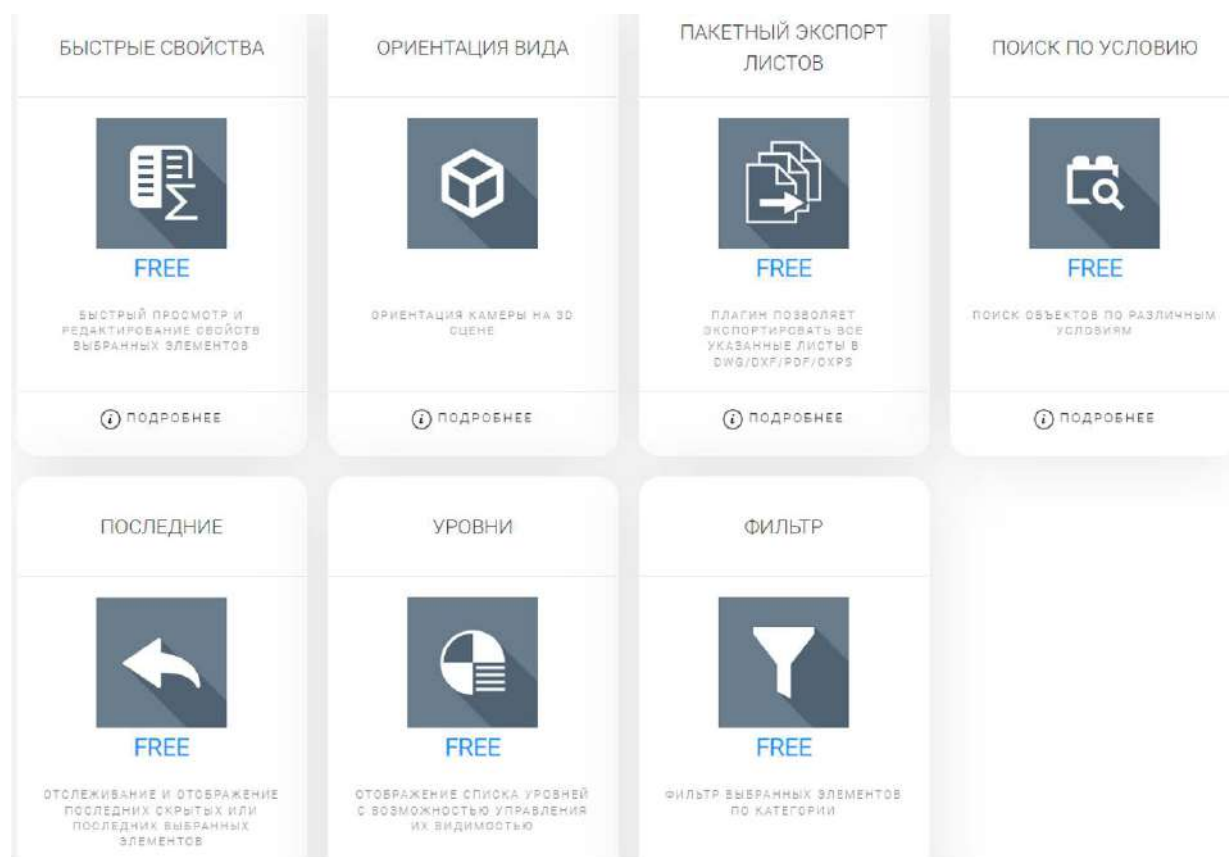 БЫСТРЫЕ СВОЙСТВА
FREE
БЫСТРЫЙ ПРОСМОТР И
РЕДАКТИРОВАНИЕ СВОЙСТВ
ВЫБРАННЫХ ЭЛЕМЕНТОВ
ПОДРОБНЕЕ
ОРИЕНТАЦИЯ ВИДА
ОРИЕНТАЦИЯ КАМЕРЫ НА 3D
СЦЕНЕ
ПОДРОБНЕЕ
ПАКЕТНЫЙ ЭКСПОРТ
ЛИСТОВ
FREE
ПЛАГИН ПОЗВОЛЯЕТ
ЭКСПОРТИРОВАТЬ ВСЕ
УКАЗАННЫЕ ЛИСТЫ В
DWG/DXF/PDF/OXPS
ПОДРОБНЕЕ
ПОИСК ПО УСЛОВИЮ
FREE
ПОИСК ОБЪЕКТОВ ПО РАЗЛИЧНЫМ
УСЛОВИЯМ
ПОДРОБНЕЕ
ПОСЛЕДНИЕ
FREE
ОТСЛЕЖИВАНИЕ И ОТОБРАЖЕНИЕ
ПОСЛЕДНИХ СКРЫТЫХ ИЛИ
ПОСЛЕДНИХ ВЫБРАННЫХ
ЭЛЕМЕНТОВ
УРОВНИ
FREE
ОТОБРАЖЕНИЕ СПИСКА УРОВНЕЙ
С ВОЗМОЖНОСТЬЮ УПРАВЛЕНИЯ
ИХ ВИДИМОСТЬЮ
ФИЛЬТР
FREE
ФИЛЬТР ВЫБРАННЫХ ЭЛЕМЕНТОВ
ПО КАТЕГОРИИ